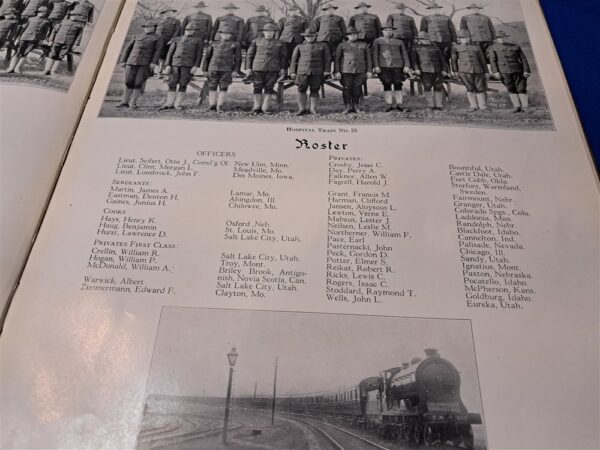 HOSPITAL TRAIN NO. 25
Roster
OFFICERS
Lieut. Seifert, Otto J., Comsd'g Of. New Ulm, Minn.
Lieut. Clint, Morgan L. Meadville, Mo.
Lieut. Loosbrock, John F. Des Moines, Iowa.
SERGEANTS:
Martin, James A. Lamar, Mo.
Eastman, Denton H. Abingdon, Ill.
Gaines, Junius H. Chilowee, Mo.
COOKS
Hays, Henry K. Oxford, Neb.
Haug, Benjamin St. Louis, Mo.
Hurst, Lawrence D. Salt Lake City, Utah.
PRIVATES FIRST CLASS:
Crellin, William R. Salt Lake City, Utah.
Hogan, William P. Troy, Mont.
McDonald, William A. Briley Brook, Antigo-
nish, Novia Scotia, Can.
Warwick, Albert Salt Lake City, Utah.
Zimmermann, Edward F. Clayton, Mo.
PRIVATES:
Crosby, Isaac C. Bountiful, Utah.
Day, Perry A. Castle Dale, Utah.
Falknor, Allen W. Fort Cobb, Okla.
Fagrell, Harold J. Storfors, Warmland,
Sweden.
Grant, Francis M. Fairmount, Nebr.
Harman, Clifford Granger, Utah.
Jansen, Aloysous L. Colorado Spgs., Colo.
Lewton, Verne E. Laddonia, Miss.
Mabeus, Lester J. Randolph, Nebr.
Neilsen, Leslie M. Blackfoot, Idaho.
Northerner, William F. Cannelton, Ind.
Pace, Earl Palisade, Nevada.
Pasternacki, John Chicago, Ill.
Peck, Gordon D. Sandy, Utah.
Potter, Elmer S. Ignatius, Mont.
Reikat, Robert R. Paxton, Nebraska.
Ricks, Lewis C. Pocatello, Idaho.
Rogers, Isaac C. McPherson, Kans.
Stoddard, Raymond T. Goldburg, Idaho.
Wells, John L. Eureka, Utah.